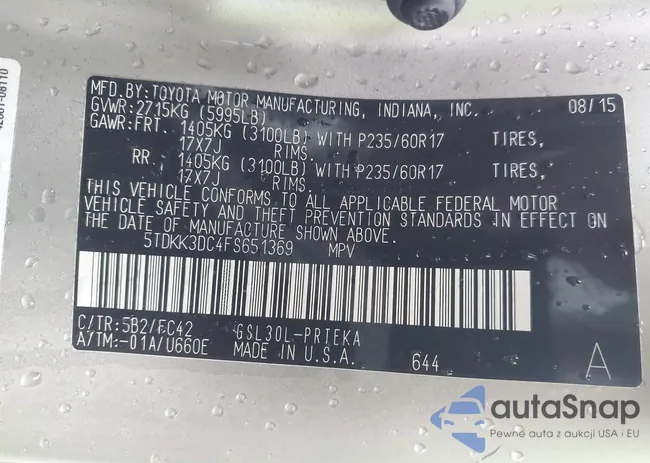 42661-08110
MFD. BY: TOYOTA MOTOR MANUFACTURING, INDIANA, INC. 08/15
GVWR: 2715KG (5995LB)
GAWR: FRT. 1405KG (3100LB) WITH P235/60R17 TIRES,
17X7J RIMS.
RR. 1405KG (3100LB) WITH P235/60R17 TIRES,
17X7J RIMS.
THIS VEHICLE CONFORMS TO ALL APPLICABLE FEDERAL MOTOR
VEHICLE SAFETY AND THEFT PREVENTION STANDARDS IN EFFECT ON
THE DATE OF MANUFACTURE SHOWN ABOVE.
5TDKK3DC4FS651369 MPV
C/TR: 5B2/FC42 GSL30L-PRTEKA
A/TM: -01A/U660E MADE IN U.S.A. 644 A
autoSnap
Pewne auta z aukcji USA i EU